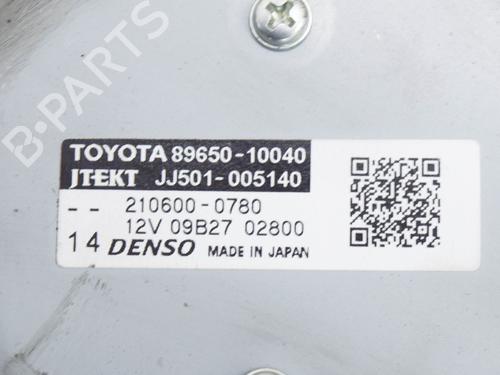 B-PARTS
TOYOTA 89650-10040
JTEKT JJ501-005140
-- 210600-0780
12V 09B27 02800
14 DENSO MADE IN JAPAN